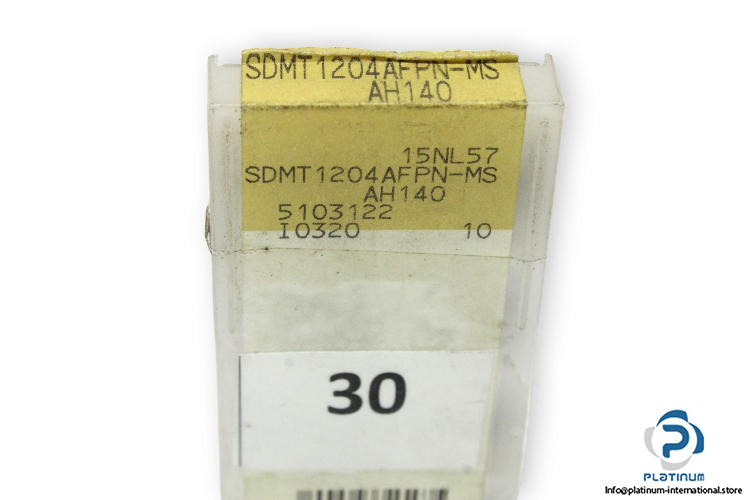 SDMT1204AFPN-MS
AH140
15NL57
SDMT1204AFPN-MS
AH140
5103122
I0320 10
30
PLATINUM
Info@platinum-international.store